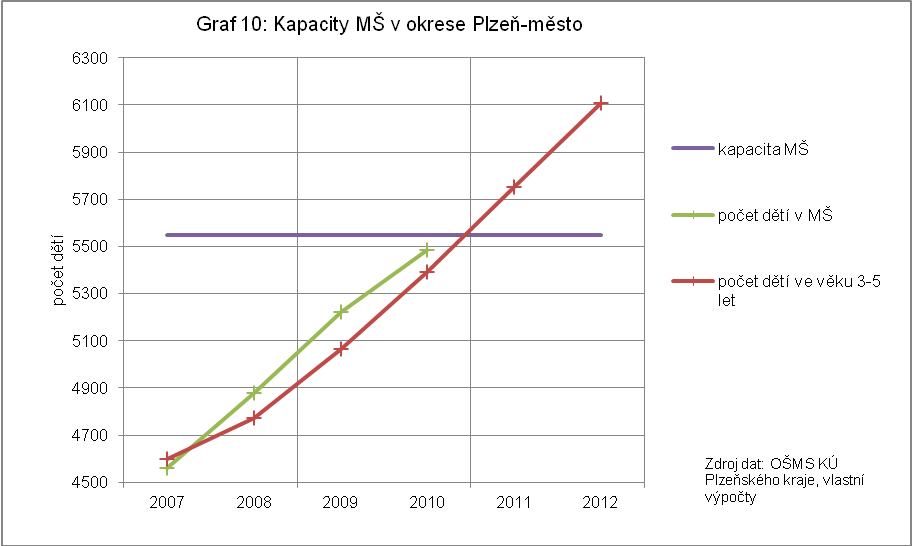 Graf 10: Kapacity MŠ v okrese Plzeň-město
6300
6100
5900
5700
5500
5300
5100
4900
4700
4500
počet dětí
2007 2008 2009 2010 2011 2012
kapacita MŠ
počet dětí v MŠ
počet dětí ve věku 3-5
let
Zdroj dat: OŠMS KÚ
Plzeňského kraje, vlastní
výpočty